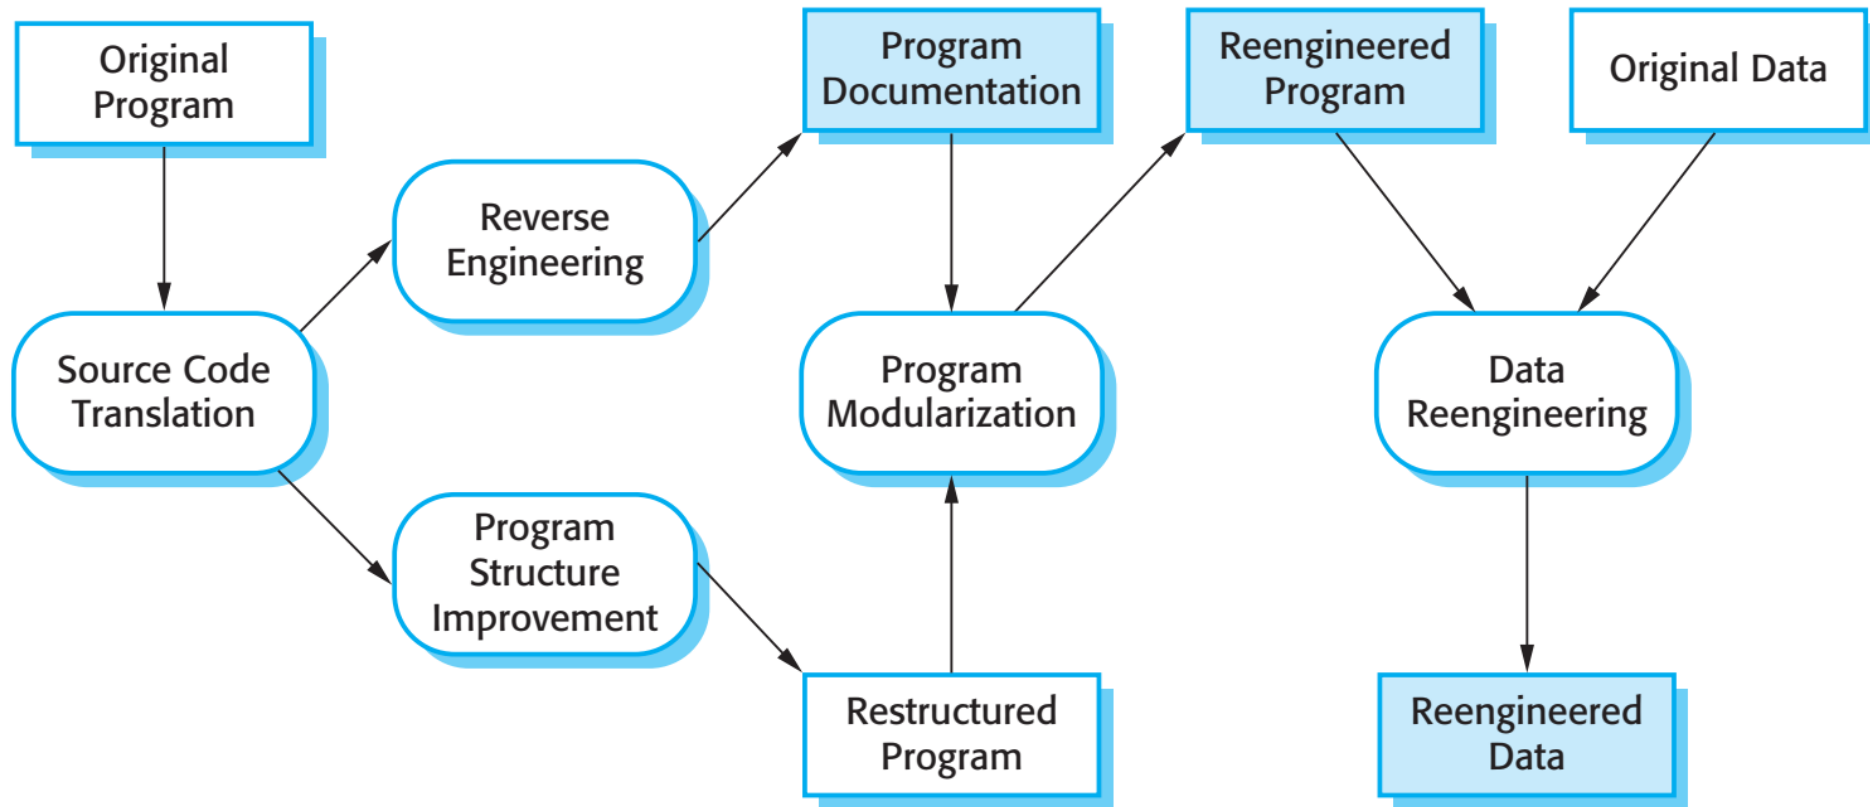 Original
Program
Program
Documentation
Reengineered
Program
Original Data
Reverse
Engineering
Source Code
Translation
Program
Modularization
Data
Reengineering
Program
Structure
Improvement
Restructured
Program
Reengineered
Data